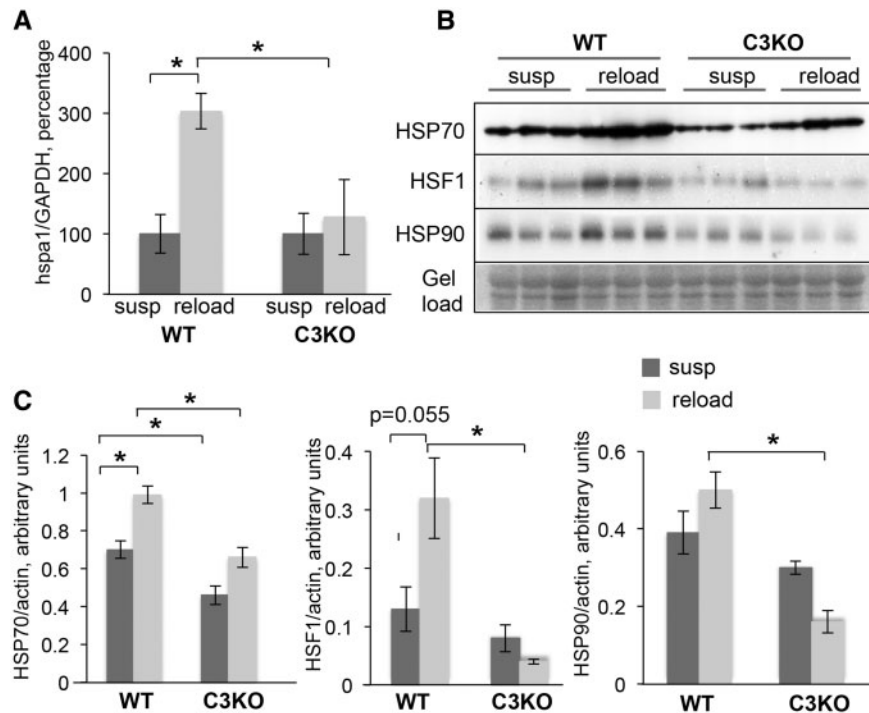 A
hspa1/GAPDH, percentage
400
300
200
100
0
*
*
susp reload susp reload
WT C3KO
B
WT C3KO
susp reload susp reload
HSP70
HSF1
HSP90
Gel
load
susp
reload
C
HSP70/actin, arbitrary units
1.2
1
0.8
0.6
0.4
0.2
0
*
*
*
WT C3KO
HSF1/actin, arbitrary units
0.4
0.3
0.2
0.1
0
p=0.055
*
WT C3KO
HSP90/actin, arbitrary units
0.6
0.4
0.2
0
*
WT C3KO